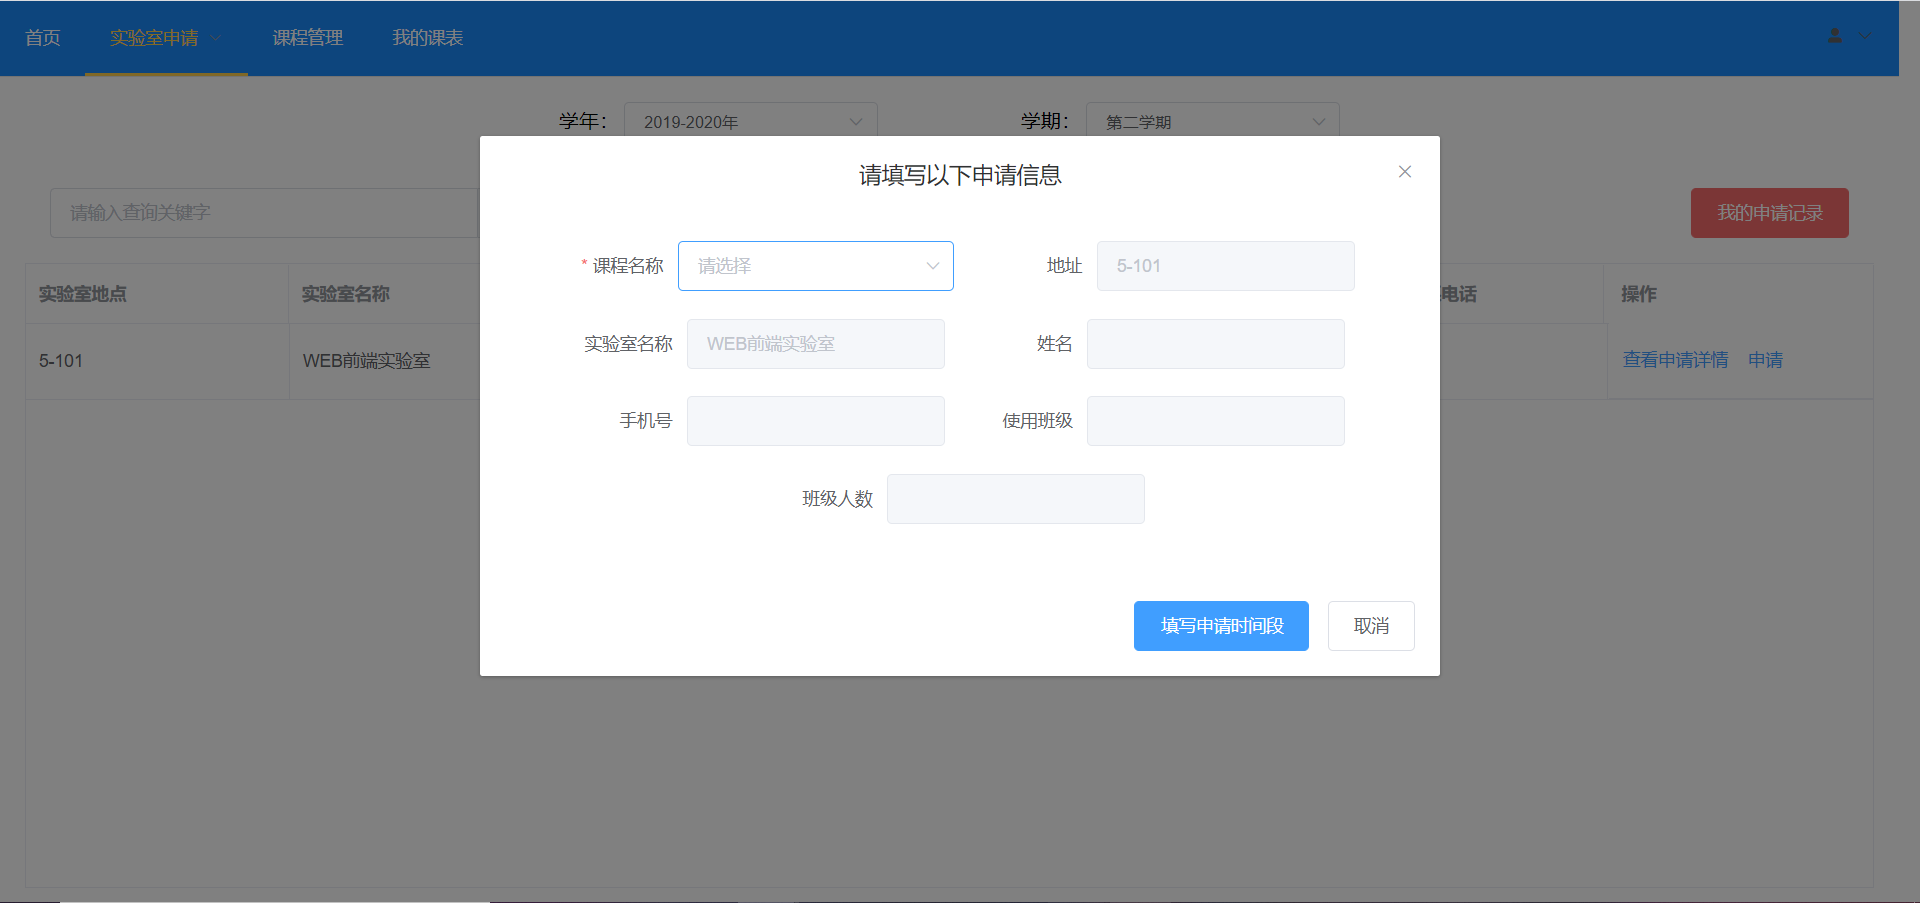 首页 实验室申请 课程管理 我的课表
学年： 2019-2020年 学期： 第二学期
请填写以下申请信息
请输入查询关键字 我的申请记录
* 课程名称 请选择 地址 5-101
实验室地点 实验室名称 电话 操作
实验室名称 WEB前端实验室 姓名
5-101 WEB前端实验室 查看申请详情 申请
手机号 使用班级
班级人数
填写申请时间段 取消